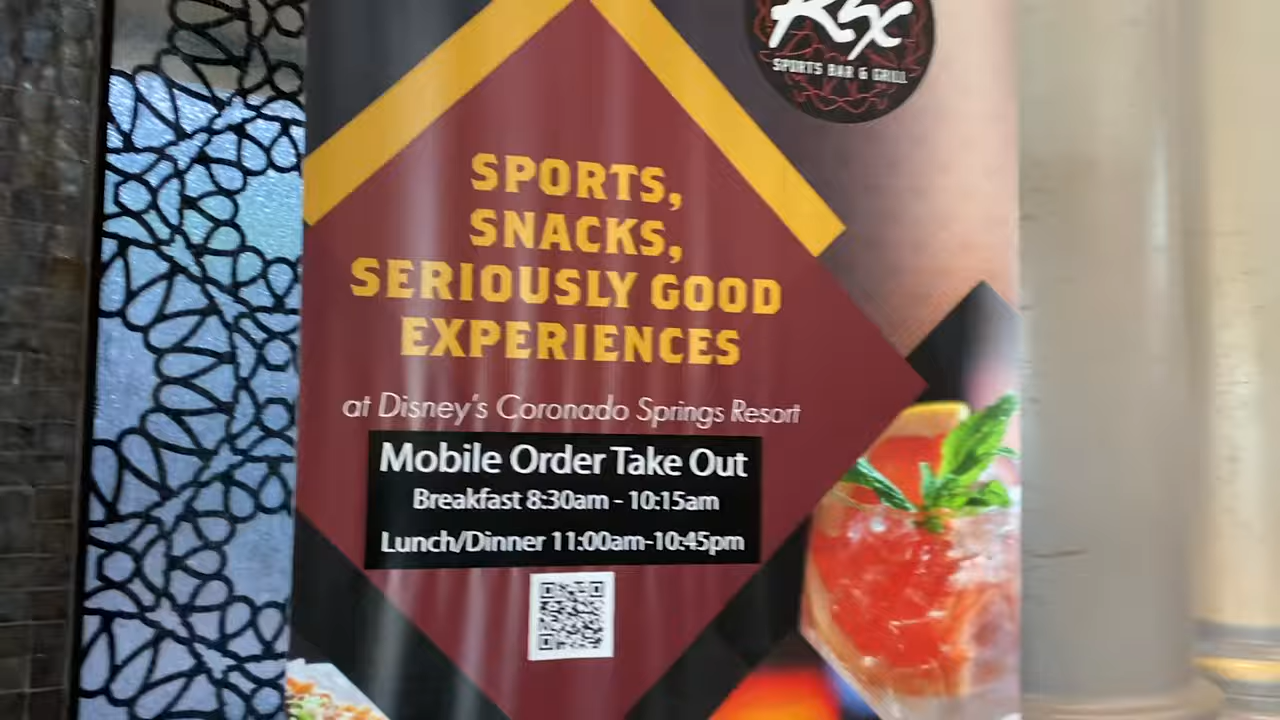 Rix
SPORTS BAR & GRILL
SPORTS,
SNACKS,
SERIOUSLY GOOD
EXPERIENCES
at Disney's Coronado Springs Resort
Mobile Order Take Out
Breakfast 8:30am - 10:15am
Lunch/Dinner 11:00am-10:45pm